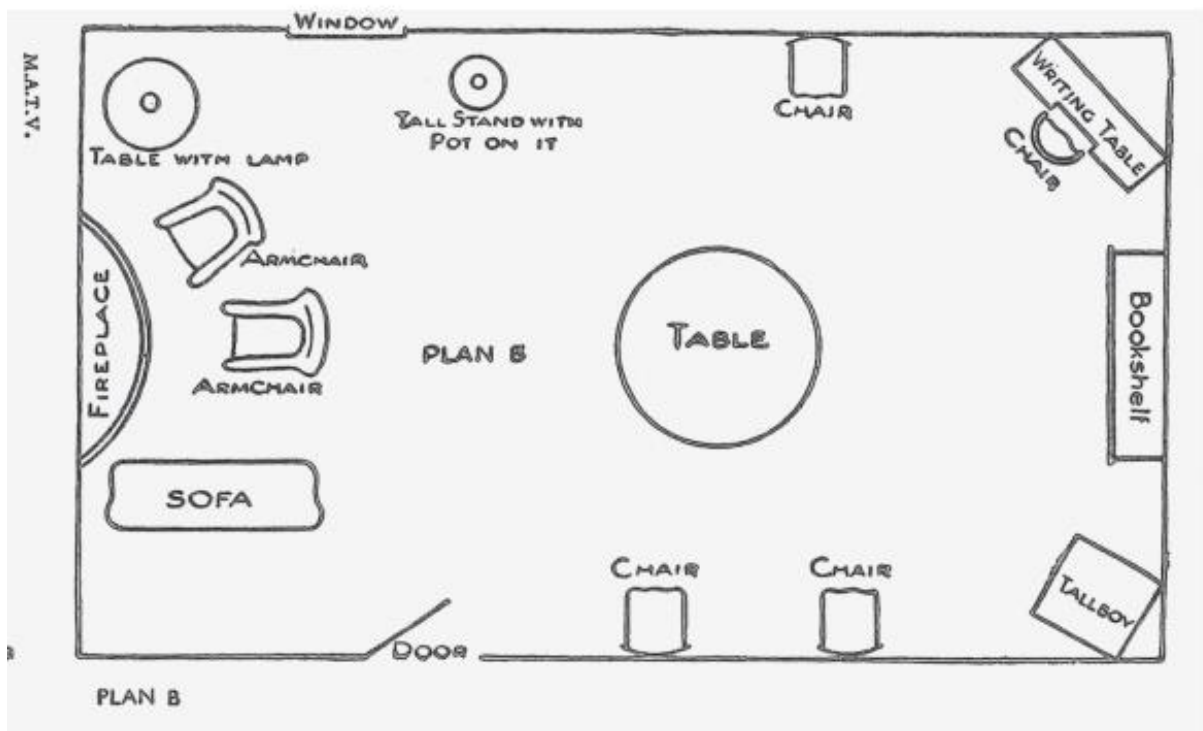 WINDOW
M.A.T.V.
TABLE WITH LAMP
TALL STAND WITH
POT ON IT
CHAIR
WRITING TABLE
CHAIR
ARMCHAIR
FIREPLACE
ARMCHAIR
PLAN B
TABLE
Bookshelf
SOFA
CHAIR
CHAIR
TALLBOY
DOOR
PLAN B